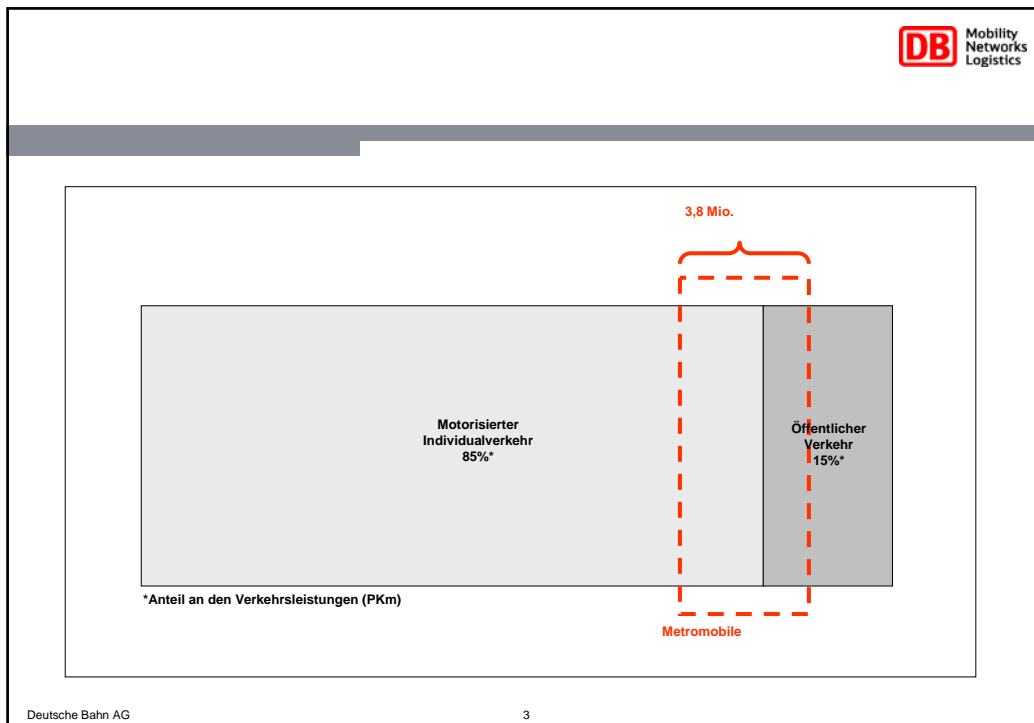 DB
Mobility
Networks
Logistics
3,8 Mio.
Motorisierter
Individualverkehr
85%*
Öffentlicher
Verkehr
15%*
*Anteil an den Verkehrsleistungen (PKm)
Metromobile
Deutsche Bahn AG
3